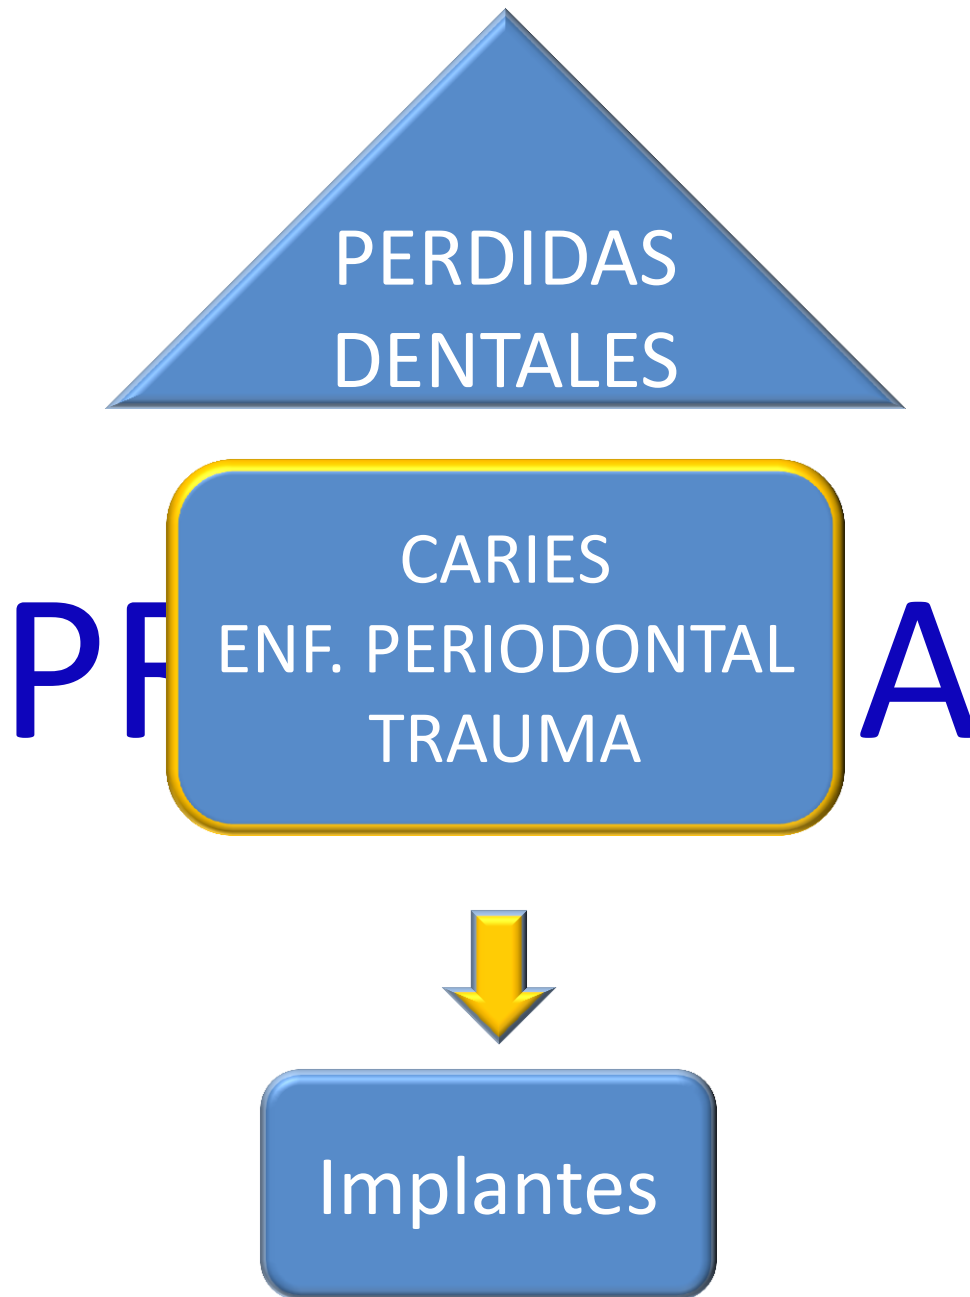 PERDIDAS
DENTALES
CARIES
ENF. PERIODONTAL
TRAUMA
Implantes